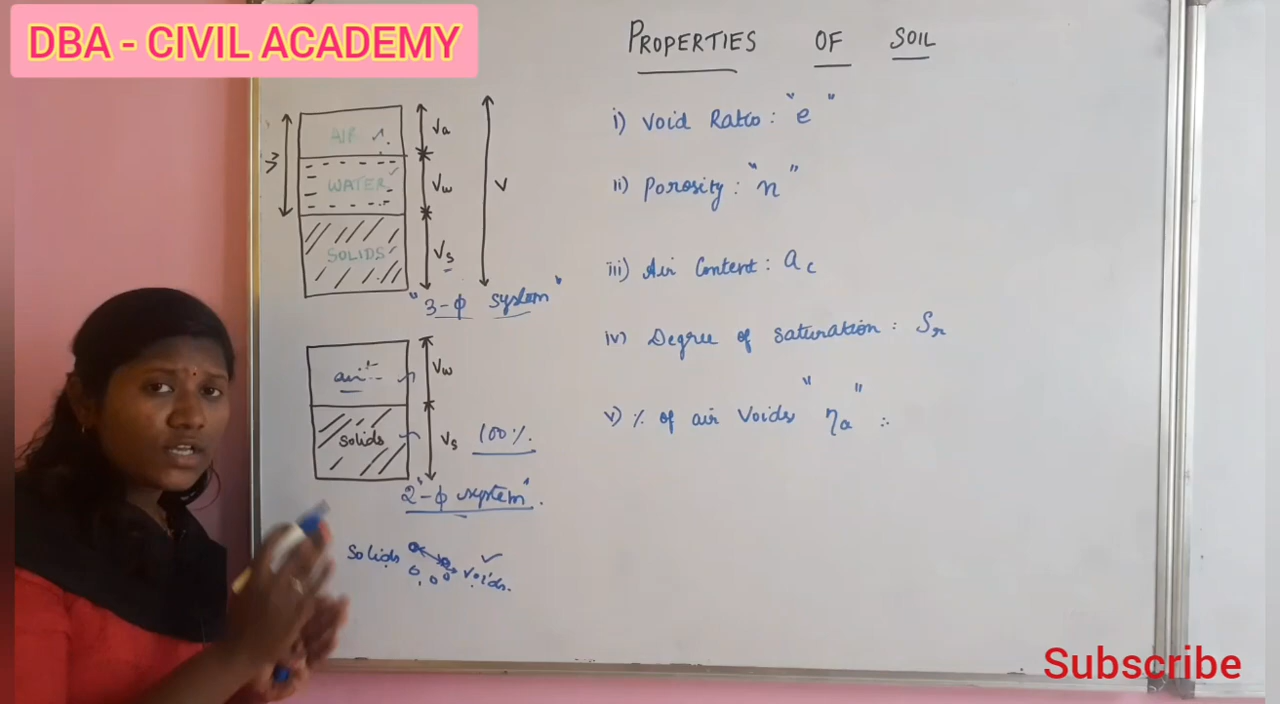 DBA - CIVIL ACADEMY
PROPERTIES OF SOIL
AIR
Va
WATER
Vw
V
SOLIDS
Vs
"3-ф system"
air
Vw
solids
Vs
100%.
2"-ф system".
Solids
Voids.
i) Void Ratio : "e"
ii) Porosity : "n"
iii) Air Content : ac
iv) Degree of saturation : Sr
v) % of air Voids "ηa" :
Subscribe